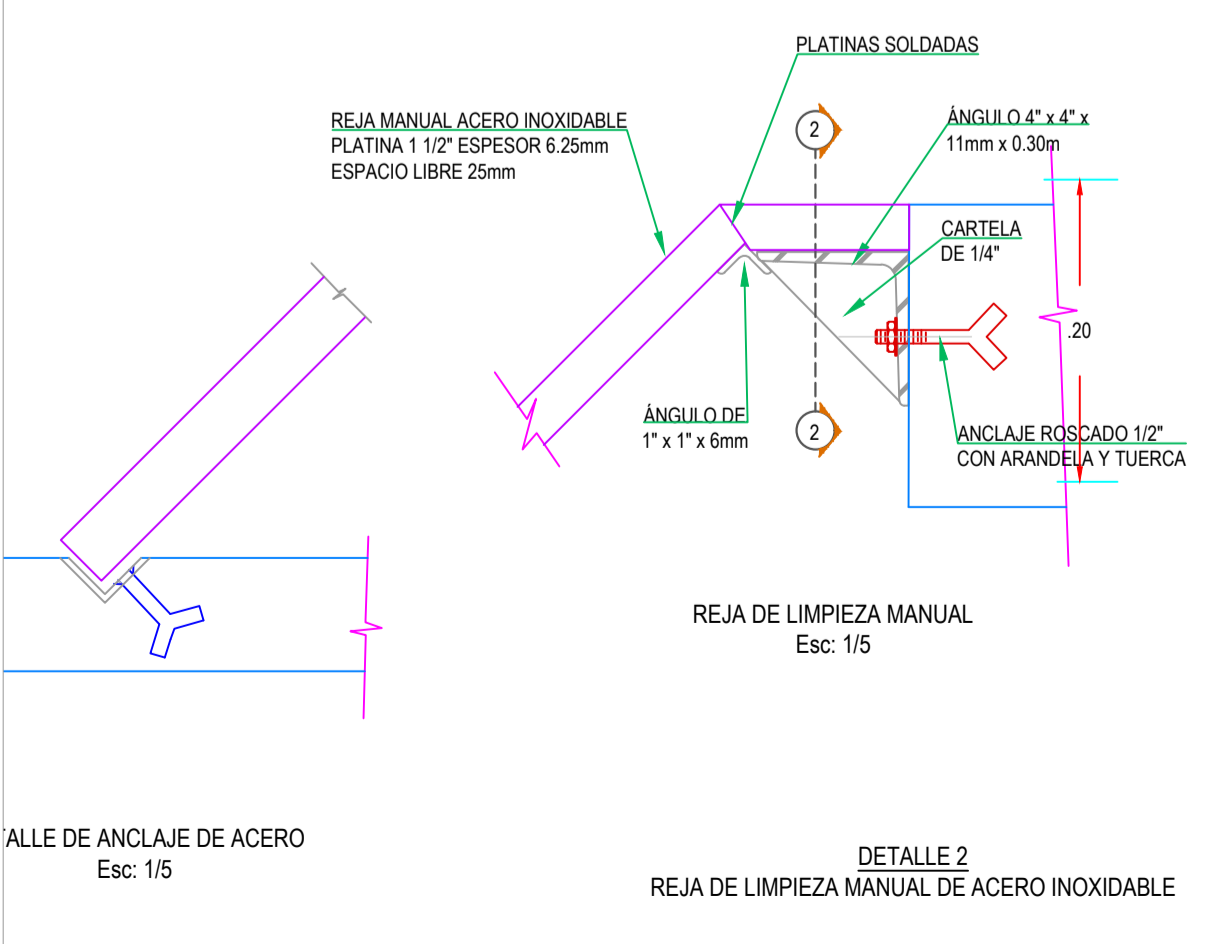 PLATINAS SOLDADAS
REJA MANUAL ACERO INOXIDABLE
PLATINA 1 1/2" ESPESOR 6.25mm
ESPACIO LIBRE 25mm
2
ÁNGULO 4" x 4" x
11mm x 0.30m
CARTELA
DE 1/4"
.20
ÁNGULO DE
1" x 1" x 6mm
2
ANCLAJE ROSCADO 1/2"
CON ARANDELA Y TUERCA
REJA DE LIMPIEZA MANUAL
Esc: 1/5
TALLE DE ANCLAJE DE ACERO
Esc: 1/5
DETALLE 2
REJA DE LIMPIEZA MANUAL DE ACERO INOXIDABLE